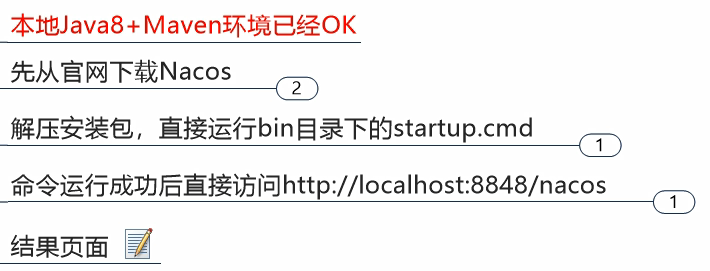 本地Java8+Maven环境已经OK
先从官网下载Nacos
2
解压安装包，直接运行bin目录下的startup.cmd
1
命令运行成功后直接访问http://localhost:8848/nacos
1
结果页面